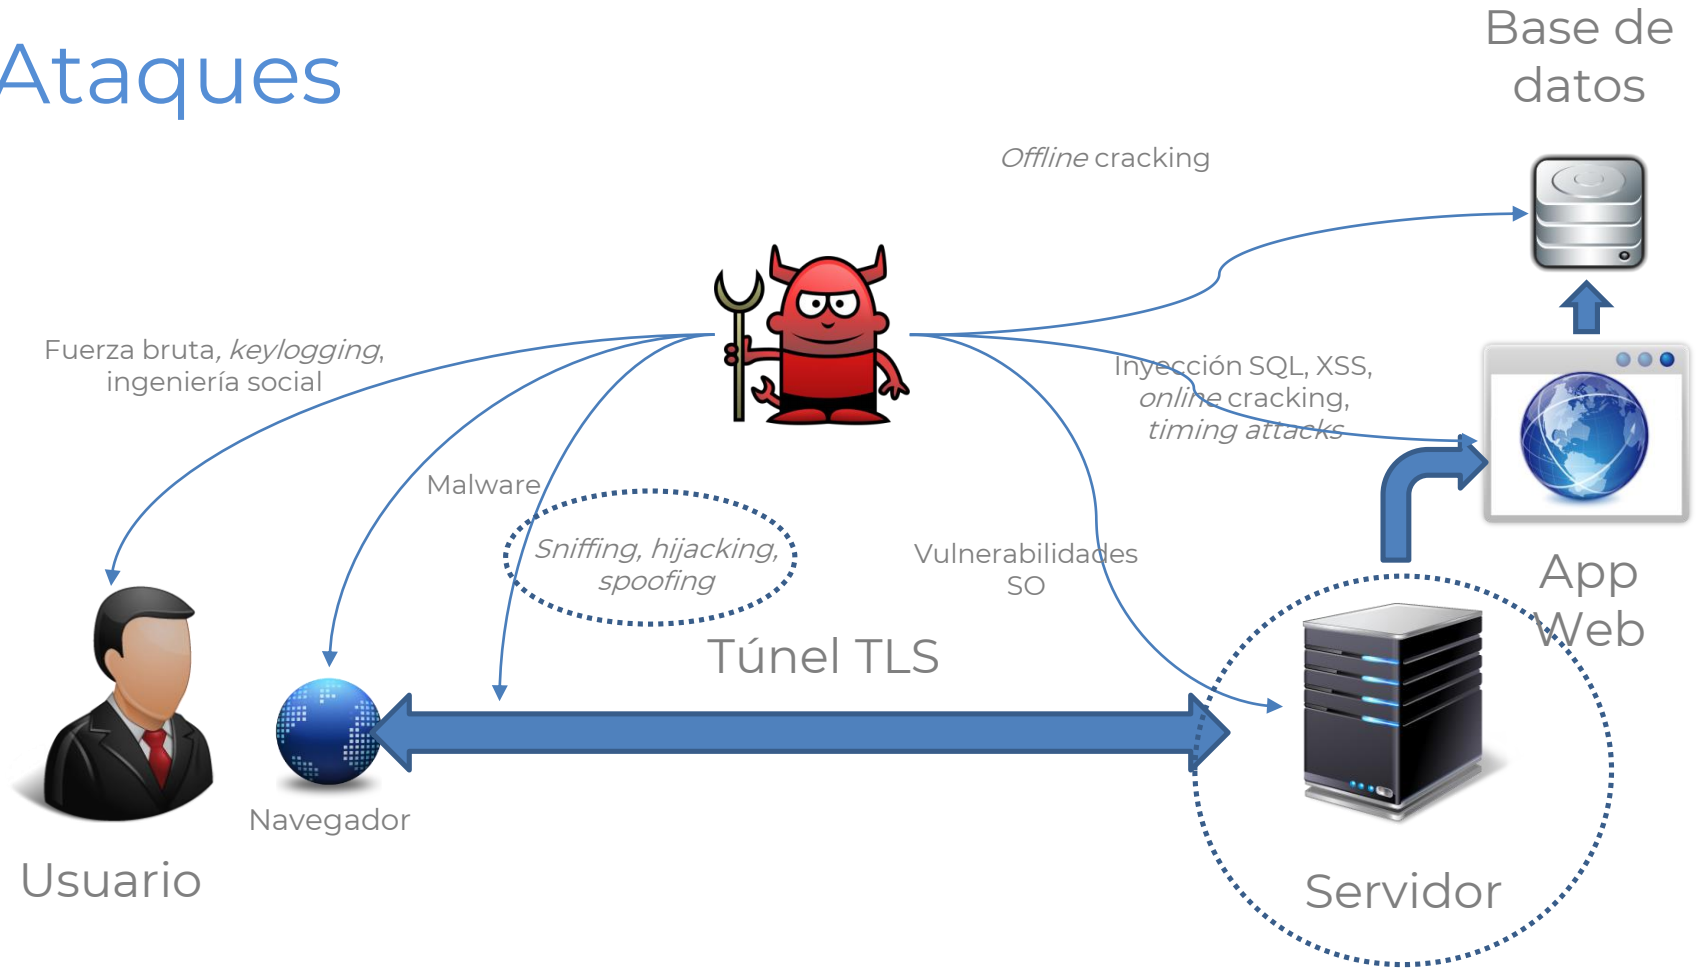 Ataques
Base de
datos
Offline cracking
Fuerza bruta, keylogging,
ingeniería social
Inyección SQL, XSS,
online cracking,
timing attacks
Malware
Sniffing, hijacking,
spoofing
Vulnerabilidades
SO
App
Web
Túnel TLS
Navegador
Usuario
Servidor